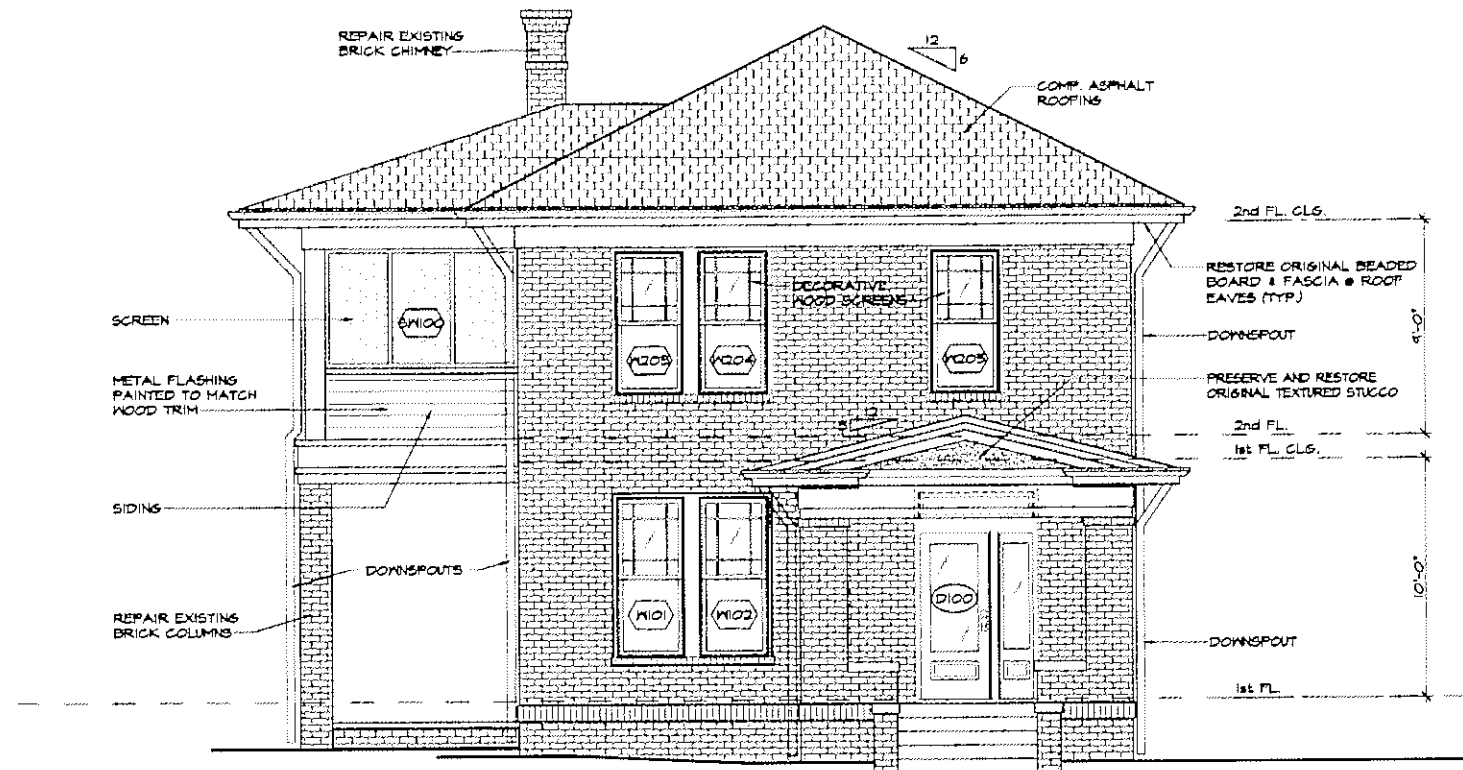 REPAIR EXISTING
BRICK CHIMNEY
12
6
COMP. ASPHALT
ROOFING
2nd FL. CLG.
RESTORE ORIGINAL BEADED
BOARD & FASCIA @ ROOF
EAVES (TYP.)
DECORATIVE
WOOD SCREENS
SCREEN
SW100
9'-0"
DOWNSPOUT
W203
W204
W205
METAL FLASHING
PAINTED TO MATCH
WOOD TRIM
PRESERVE AND RESTORE
ORIGINAL TEXTURED STUCCO
12
2nd FL.
1st FL. CLG.
SIDING
DOWNSPOUTS
10'-0"
D100
REPAIR EXISTING
BRICK COLUMNS
W101
W102
DOWNSPOUT
1st FL.